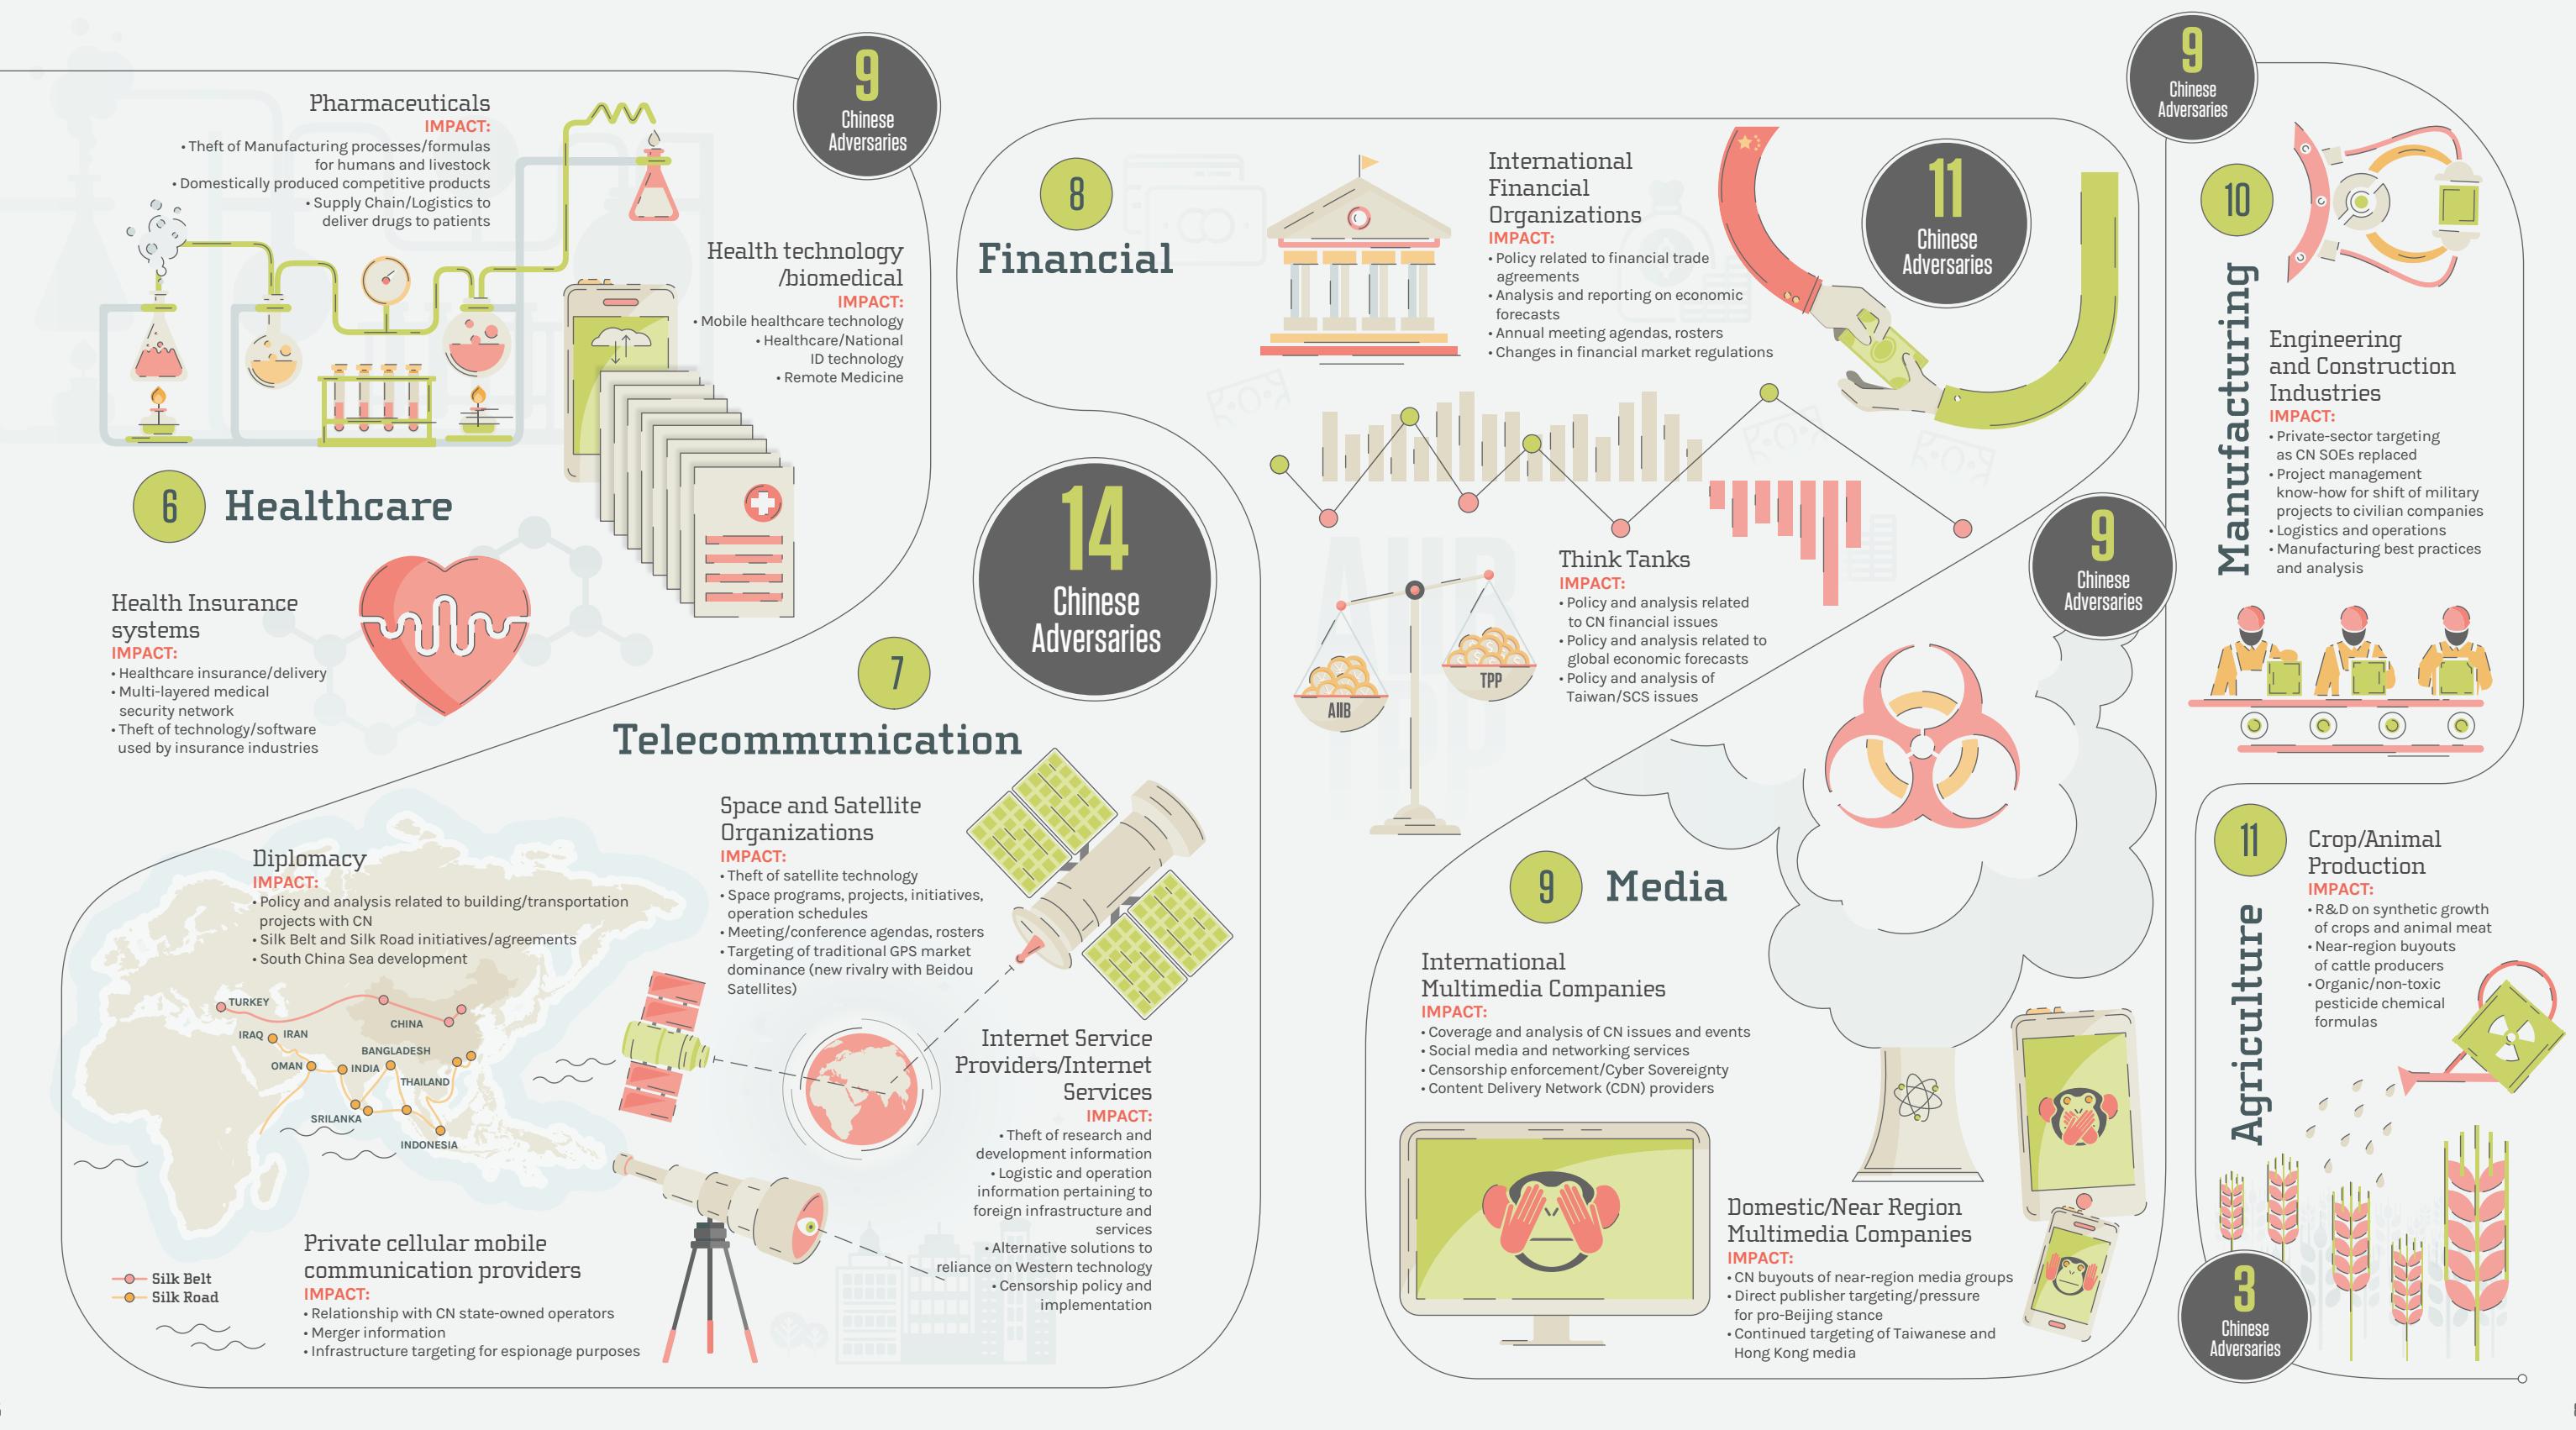 9
Chinese
Adversaries
Pharmaceuticals
IMPACT:
• Theft of Manufacturing processes/formulas
for humans and livestock
• Domestically produced competitive products
• Supply Chain/Logistics to
deliver drugs to patients
Health technology
/biomedical
IMPACT:
• Mobile healthcare technology
• Healthcare/National
ID technology
• Remote Medicine
6
Healthcare
Health Insurance
systems
IMPACT:
• Healthcare insurance/delivery
• Multi-layered medical
security network
• Theft of technology/software
used by insurance industries
14
Chinese
Adversaries
7
Telecommunication
Space and Satellite
Organizations
IMPACT:
• Theft of satellite technology
• Space programs, projects, initiatives,
operation schedules
• Meeting/conference agendas, rosters
• Targeting of traditional GPS market
dominance (new rivalry with Beidou
Satellites)
Diplomacy
IMPACT:
• Policy and analysis related to building/transportation
projects with CN
• Silk Belt and Silk Road initiatives/agreements
• South China Sea development
TURKEY
CHINA
IRAQ
IRAN
BANGLADESH
OMAN
INDIA
THAILAND
SRILANKA
INDONESIA
Silk Belt
Silk Road
Internet Service
Providers/Internet
Services
IMPACT:
• Theft of research and
development information
• Logistic and operation
information pertaining to
foreign infrastructure and
services
• Alternative solutions to
reliance on Western technology
• Censorship policy and
implementation
Private cellular mobile
communication providers
IMPACT:
• Relationship with CN state-owned operators
• Merger information
• Infrastructure targeting for espionage purposes
8
Financial
International
Financial
Organizations
IMPACT:
• Policy related to financial trade
agreements
• Analysis and reporting on economic
forecasts
• Annual meeting agendas, rosters
• Changes in financial market regulations
11
Chinese
Adversaries
Think Tanks
IMPACT:
• Policy and analysis related
to CN financial issues
• Policy and analysis related to
global economic forecasts
• Policy and analysis of
Taiwan/SCS issues
AIIB
TPP
9
Chinese
Adversaries
9
Media
International
Multimedia Companies
IMPACT:
• Coverage and analysis of CN issues and events
• Social media and networking services
• Censorship enforcement/Cyber Sovereignty
• Content Delivery Network (CDN) providers
Domestic/Near Region
Multimedia Companies
IMPACT:
• CN buyouts of near-region media groups
• Direct publisher targeting/pressure
for pro-Beijing stance
• Continued targeting of Taiwanese and
Hong Kong media
9
Chinese
Adversaries
10
Manufacturing
Engineering
and Construction
Industries
IMPACT:
• Private-sector targeting
as CN SOEs replaced
• Project management
know-how for shift of military
projects to civilian companies
• Logistics and operations
• Manufacturing best practices
and analysis
11
Agriculture
Crop/Animal
Production
IMPACT:
• R&D on synthetic growth
of crops and animal meat
• Near-region buyouts
of cattle producers
• Organic/non-toxic
pesticide chemical
formulas
3
Chinese
Adversaries